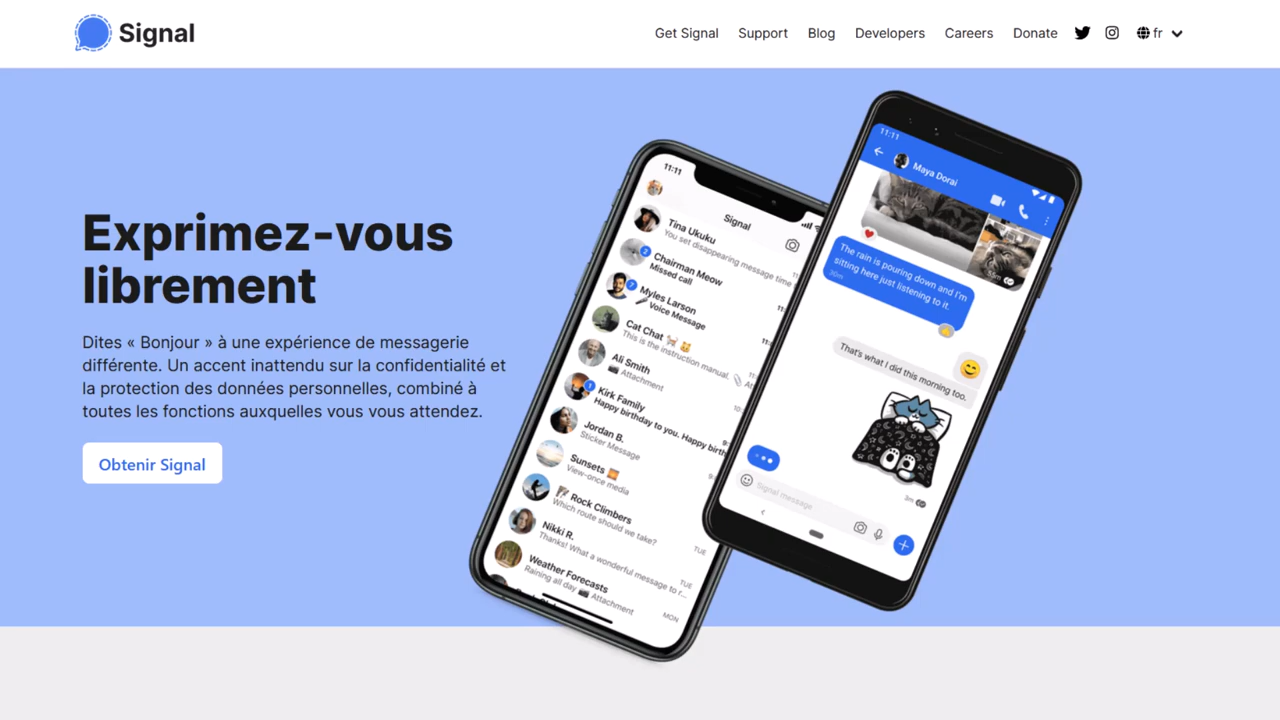 Signal
Get Signal Support Blog Developers Careers Donate fr
Exprimez-vous
librement
Dites « Bonjour » à une expérience de messagerie
différente. Un accent inattendu sur la confidentialité et
la protection des données personnelles, combiné à
toutes les fonctions auxquelles vous vous attendez.
Obtenir Signal
11:11
Signal
Tina Ukuku
You set disappearing message time
Chairman Meow
2
Missed call
Myles Larson
7
Voice Message
Cat Chat
This is the instruction manual.
Ali Smith
Attachment
Kirk Family
1
Happy birthday to you. Happy birth
Jordan B.
Sticker Message
Sunsets
View-once media
Rock Climbers
Which route should we take?
TUE
Nikki R.
Thanks! What a wonderful message to r...
TUE
Weather Forecasts
Raining all day Attachment
MON
11:11
Maya Dorai
55m
The rain is pouring down and I'm
sitting here just listening to it.
20m
That's what I did this morning too.
3m
Signal message